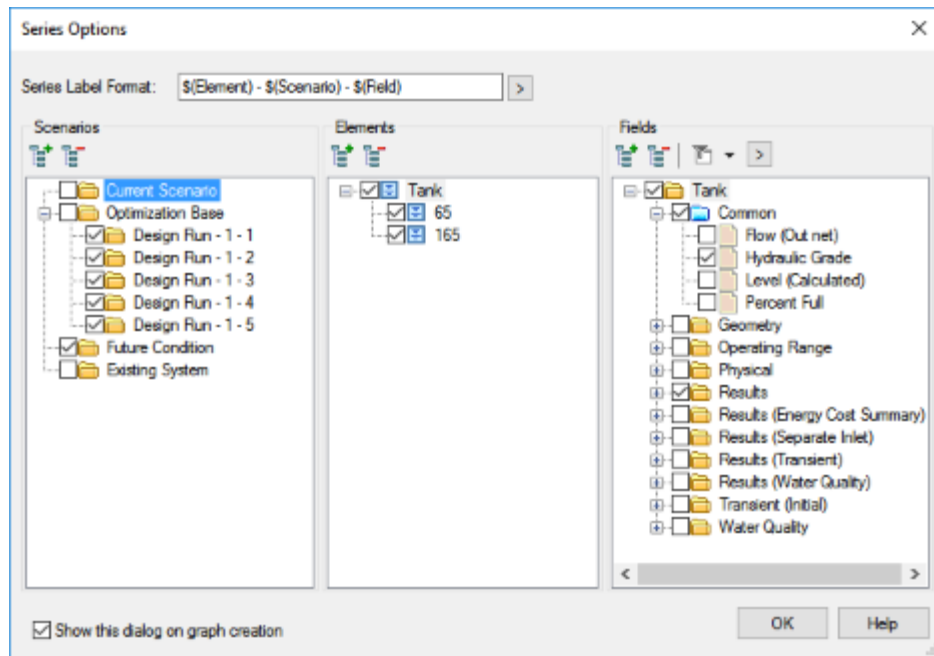 Series Options
Series Label Format: $(Element) - $(Scenario) - $(Field)
Scenarios
Current Scenario
Optimization Base
Design Run - 1 - 1
Design Run - 1 - 2
Design Run - 1 - 3
Design Run - 1 - 4
Design Run - 1 - 5
Future Condition
Existing System
Elements
Tank
65
165
Fields
Tank
Common
Flow (Out net)
Hydraulic Grade
Level (Calculated)
Percent Full
Geometry
Operating Range
Physical
Results
Results (Energy Cost Summary)
Results (Separate Inlet)
Results (Transient)
Results (Water Quality)
Transient (Initial)
Water Quality
Show this dialog on graph creation
OK
Help